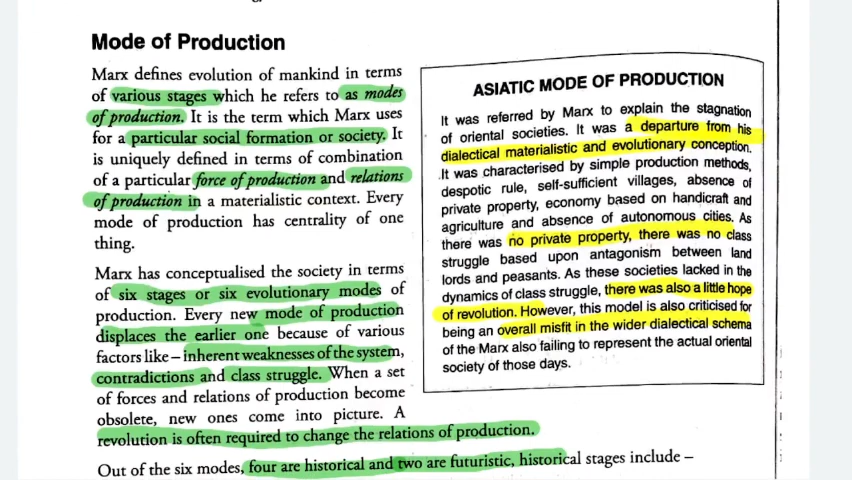 Mode of Production
Marx defines evolution of mankind in terms
of various stages which he refers to as modes
of production. It is the term which Marx uses
for a particular social formation or society. It
is uniquely defined in terms of combination
of a particular force of production and relations
of production in a materialistic context. Every
mode of production has centrality of one
thing.
Marx has conceptualised the society in terms
of six stages or six evolutionary modes of
production. Every new mode of production
displaces the earlier one because of various
factors like – inherent weaknesses of the system,
contradictions and class struggle. When a set
of forces and relations of production become
obsolete, new ones come into picture. A
revolution is often required to change the relations of production.
Out of the six modes, four are historical and two are futuristic, historical stages include –
ASIATIC MODE OF PRODUCTION
It was referred by Marx to explain the stagnation
of oriental societies. It was a departure from his
dialectical materialistic and evolutionary conception.
It was characterised by simple production methods,
despotic rule, self-sufficient villages, absence of
private property, economy based on handicraft and
agriculture and absence of autonomous cities. As
there was no private property, there was no class
struggle based upon antagonism between land
lords and peasants. As these societies lacked in the
dynamics of class struggle, there was also a little hope
of revolution. However, this model is also criticised for
being an overall misfit in the wider dialectical schema
of the Marx also failing to represent the actual oriental
society of those days.